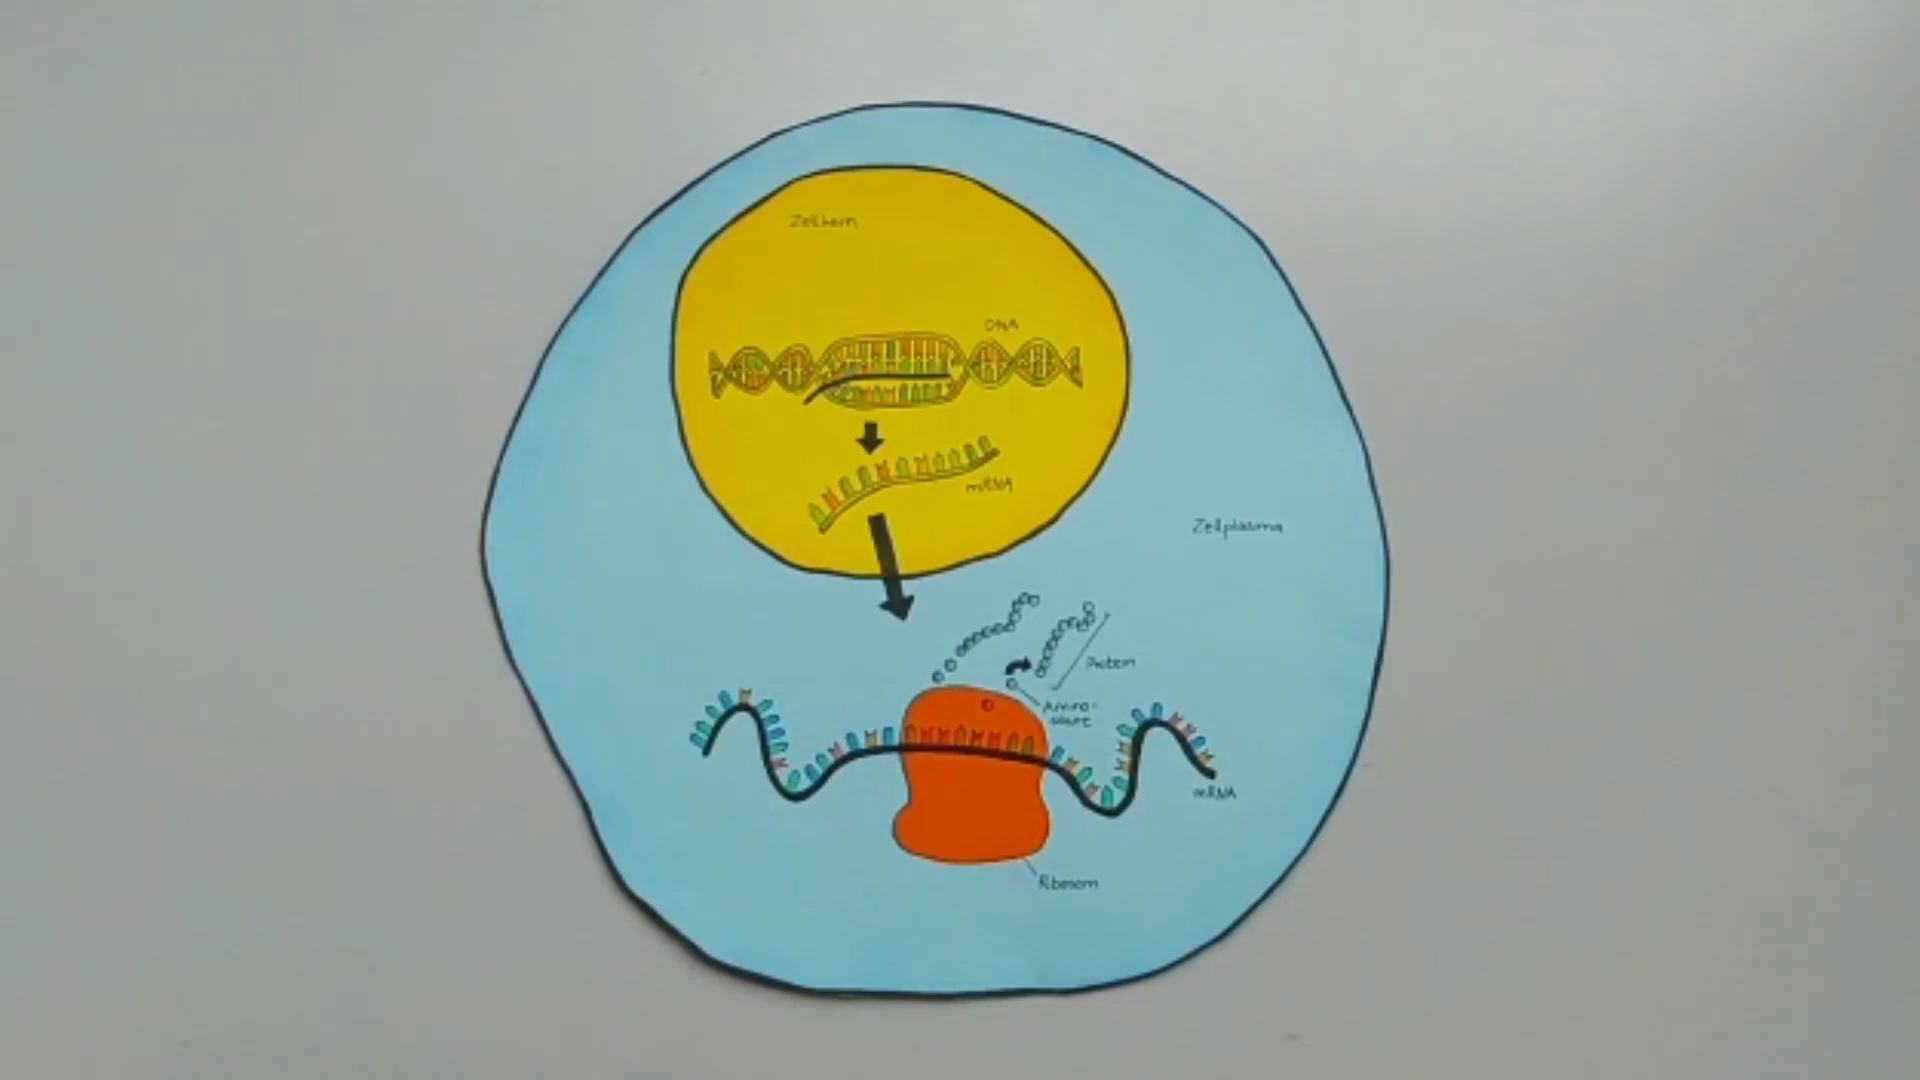 Zellkern
DNA
mRNA
Zellplasma
Protein
Amino-
säure
mRNA
Ribosom